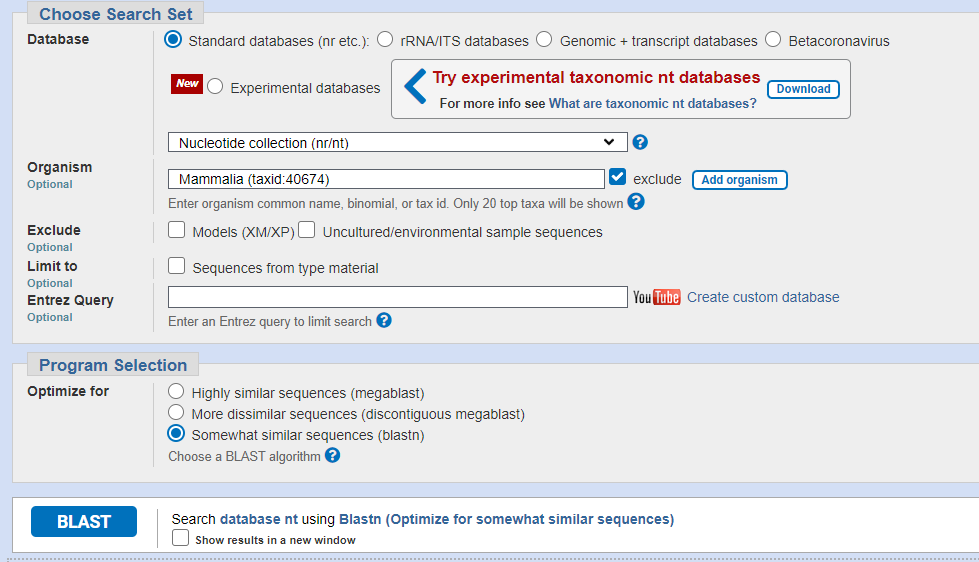 Choose Search Set
Database
Standard databases (nr etc.): rRNA/ITS databases Genomic + transcript databases Betacoronavirus
New Experimental databases
Try experimental taxonomic nt databases
For more info see What are taxonomic nt databases?
Download
Nucleotide collection (nr/nt) ?
Organism
Optional
Mammalia (taxid:40674) exclude Add organism
Enter organism common name, binomial, or tax id. Only 20 top taxa will be shown ?
Exclude
Optional
Models (XM/XP) Uncultured/environmental sample sequences
Limit to
Optional
Sequences from type material
Entrez Query
Optional
YouTube Create custom database
Enter an Entrez query to limit search ?
Program Selection
Optimize for
Highly similar sequences (megablast)
More dissimilar sequences (discontiguous megablast)
Somewhat similar sequences (blastn)
Choose a BLAST algorithm ?
BLAST
Search database nt using Blastn (Optimize for somewhat similar sequences)
Show results in a new window